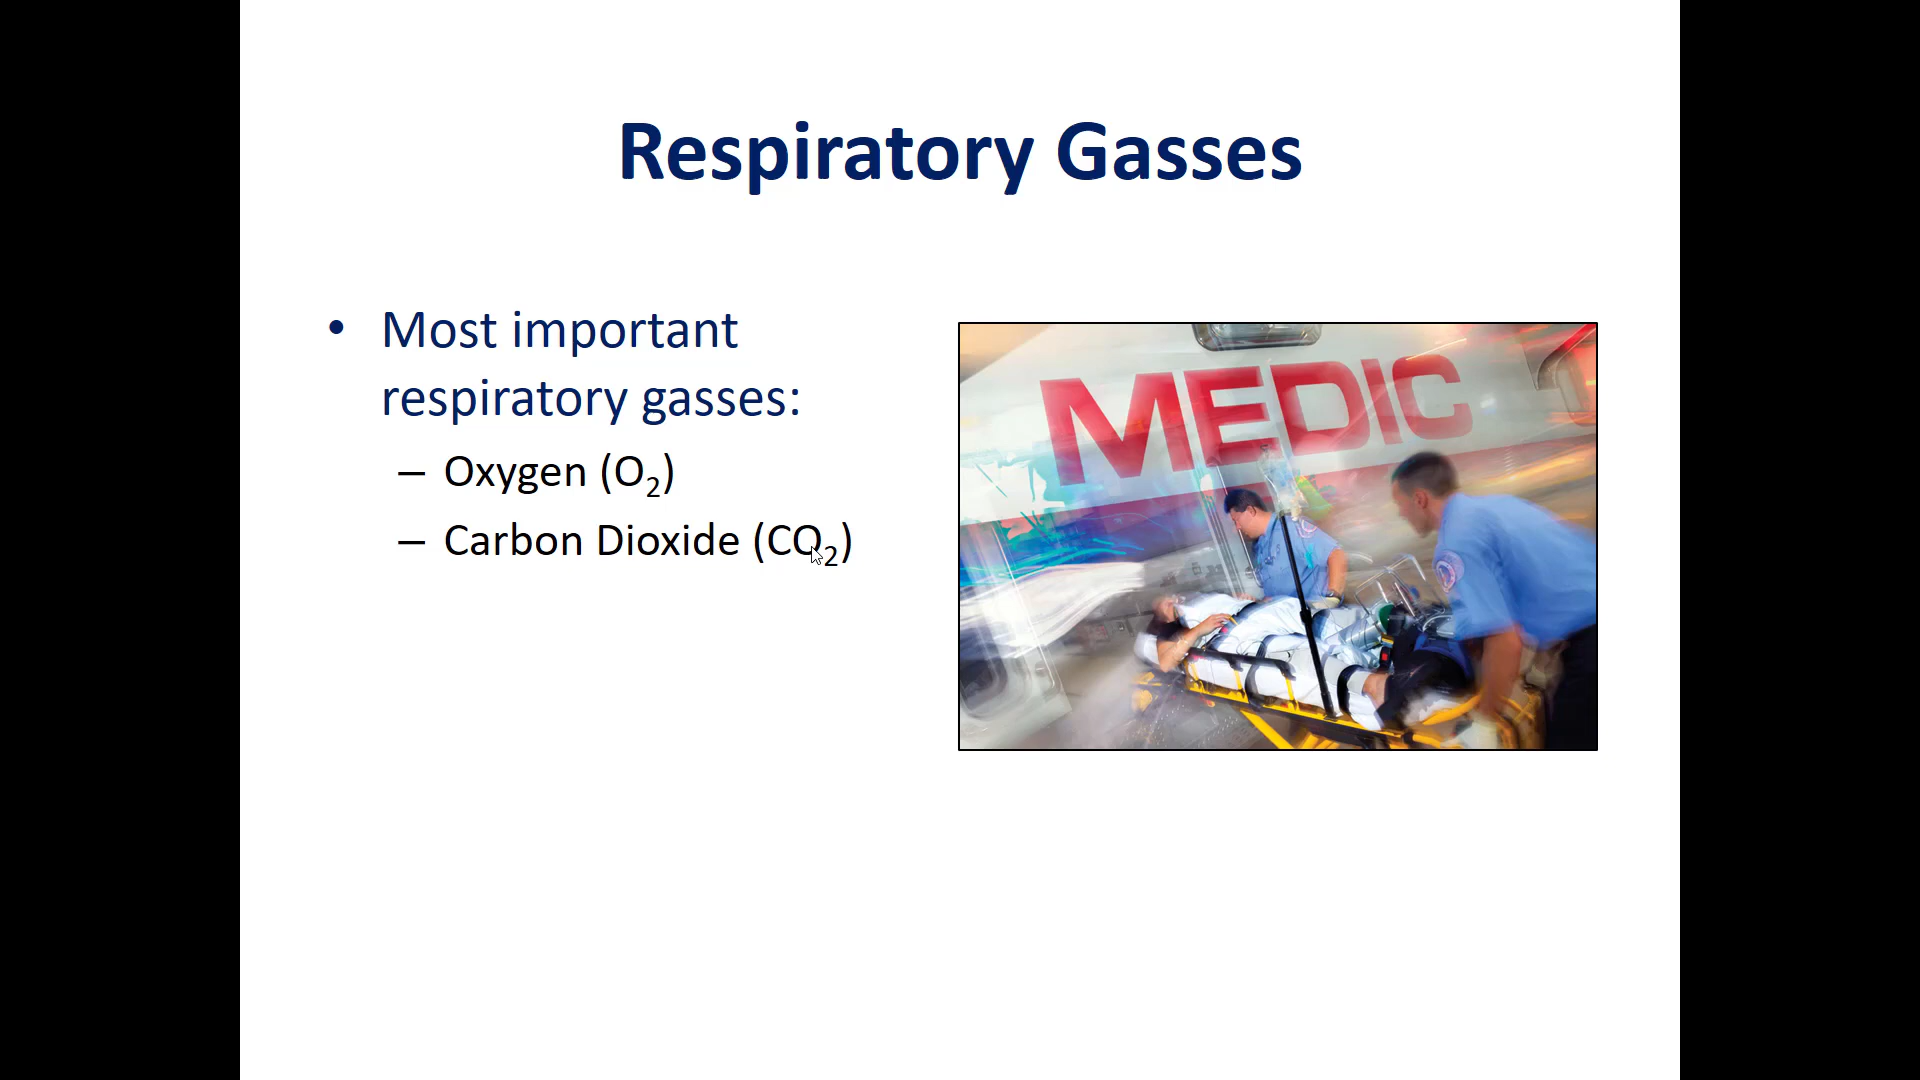 Respiratory Gasses
• Most important
respiratory gasses:
– Oxygen (O₂)
– Carbon Dioxide (CO₂)
MEDIC